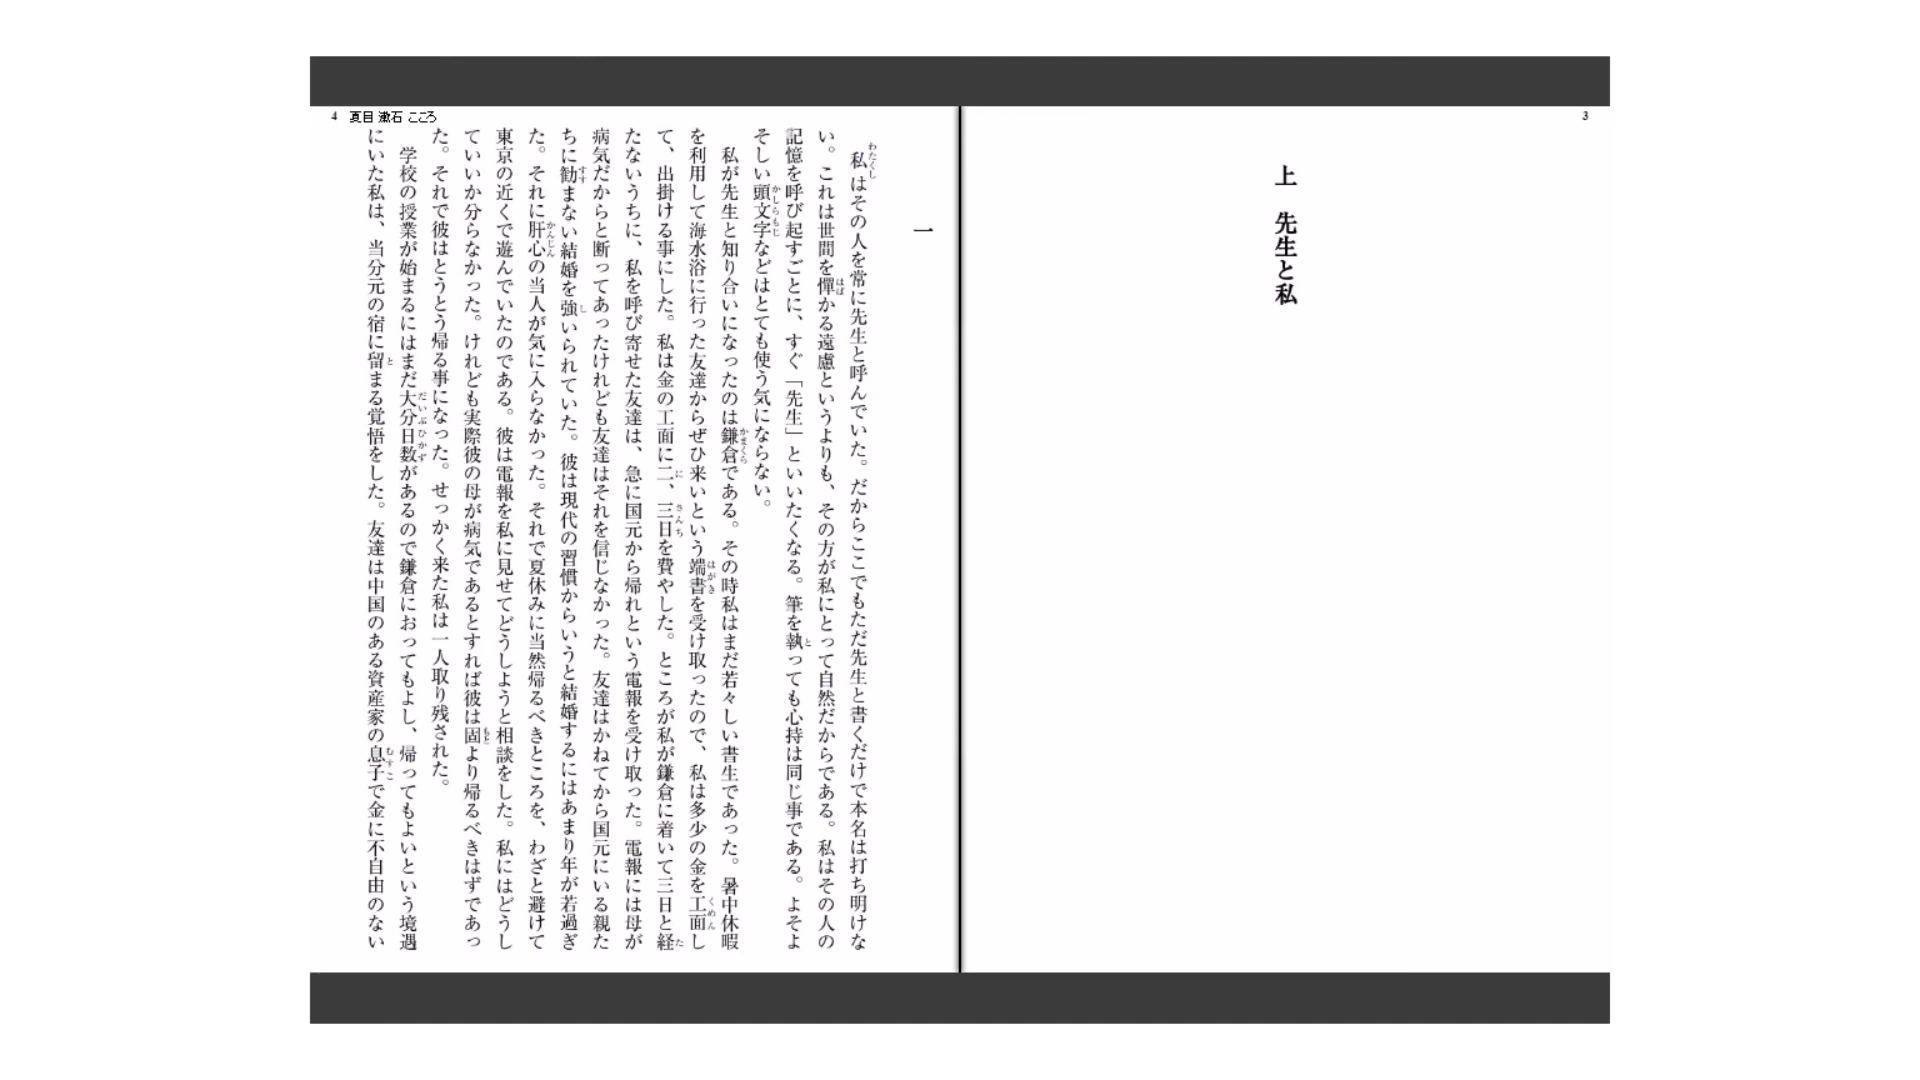 3
上　先生と私
4 夏目 漱石 こころ
一
私はその人を常に先生と呼んでいた。だからここでもただ先生と書くだけで本名は打ち明けな
い。これは世間を憚かる遠慮というよりも、その方が私にとって自然だからである。私はその人の
記憶を呼び起すごとに、すぐ「先生」といいたくなる。筆を執っても心持は同じ事である。よそよ
そしい頭文字などはとても使う気にならない。
私が先生と知り合いになったのは鎌倉である。その時私はまだ若々しい書生であった。暑中休暇
を利用して海水浴に行った友達からぜひ来いという端書を受け取ったので、私は多少の金を工面し
て、出掛ける事にした。私は金の工面に二、三日を費やした。ところが私が鎌倉に着いて三日と経
たないうちに、私を呼び寄せた友達は、急に国元から帰れという電報を受け取った。電報には母が
病気だからと断ってあったけれども友達はそれを信じなかった。友達はかねてから国元にいる親た
ちに勧まない結婚を強いられていた。彼は現代の習慣からいうと結婚するにはあまり年が若過ぎ
た。それに肝心の当人が気に入らなかった。それで夏休みに当然帰るべきところを、わざと避けて
東京の近くで遊んでいたのである。彼は電報を私に見せてどうしようと相談をした。私にはどうし
ていいか分らなかった。けれども実際彼の母が病気であるとすれば彼は固より帰るべきはずであっ
た。それで彼はとうとう帰る事になった。せっかく来た私は一人取り残された。
学校の授業が始まるにはまだ大分日数があるので鎌倉におってもよし、帰ってもよいという境遇
にいた私は、当分元の宿に留まる覚悟をした。友達は中国のある資産家の息子で金に不自由のない